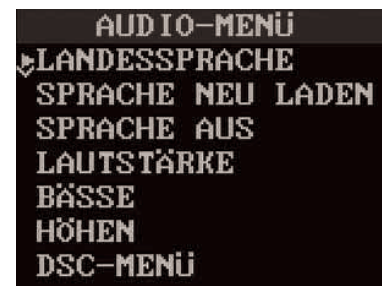 AUDIO-MENÜ
LANDESSPRACHE
SPRACHE NEU LADEN
SPRACHE AUS
LAUTSTÄRKE
BÄSSE
HÖHEN
DSC-MENÜ